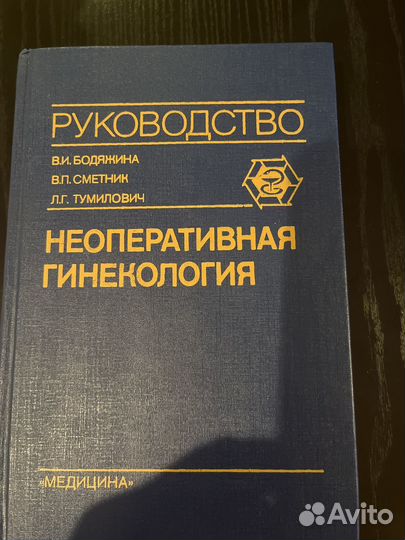 РУКОВОДСТВО
В.И. БОДЯЖИНА
В.П. СМЕТНИК
Л.Г. ТУМИЛОВИЧ
НЕОПЕРАТИВНАЯ
ГИНЕКОЛОГИЯ
«МЕДИЦИНА»
Avito